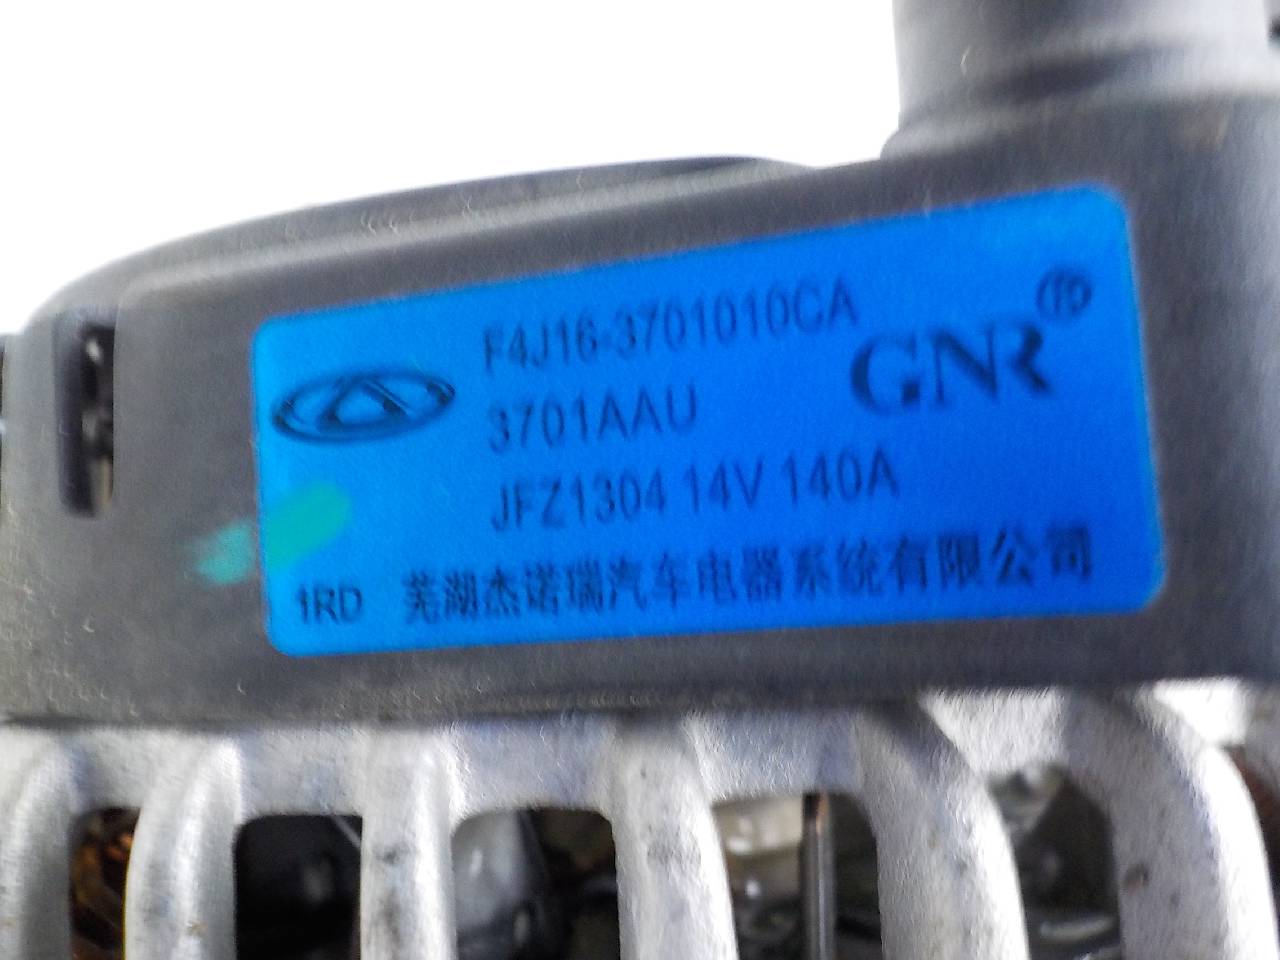 F4J16-3701010CA
GNR®
3701AAU
JFZ1304 14V 140A
1RD 芜湖杰诺瑞汽车电器系统有限公司